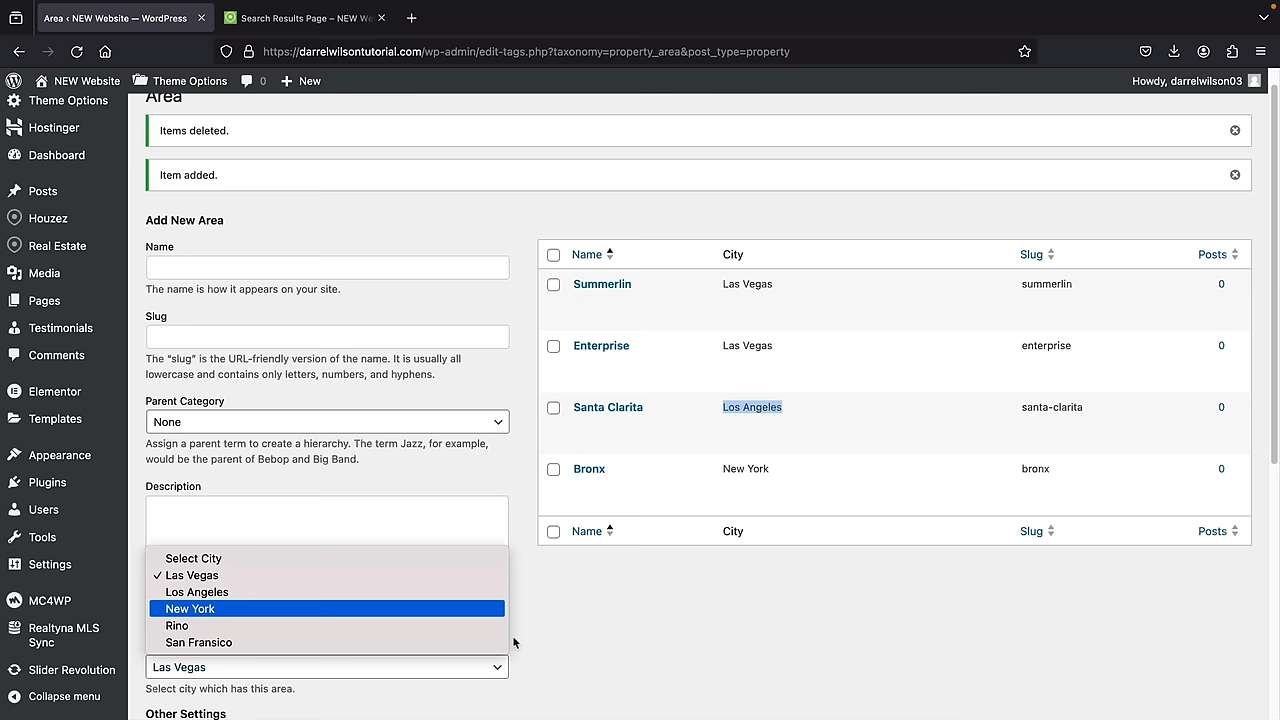 Area ‹ NEW Website — WordPress
Search Results Page – NEW We
https://darrelwilsontutorial.com/wp-admin/edit-tags.php?taxonomy=property_area&post_type=property
NEW Website
Theme Options
0
New
Howdy, darrelwilson03
Theme Options
Hostinger
Dashboard
Posts
Houzez
Real Estate
Media
Pages
Testimonials
Comments
Elementor
Templates
Appearance
Plugins
Users
Tools
Settings
MC4WP
Realtyna MLS
Sync
Slider Revolution
Collapse menu
Area
Items deleted.
Item added.
Add New Area
Name
The name is how it appears on your site.
Slug
The “slug” is the URL-friendly version of the name. It is usually all
lowercase and contains only letters, numbers, and hyphens.
Parent Category
None
Assign a parent term to create a hierarchy. The term Jazz, for example,
would be the parent of Bebop and Big Band.
Description
Select City
✓ Las Vegas
Los Angeles
New York
Rino
San Fransico
Las Vegas
Select city which has this area.
Other Settings
Name City Slug Posts
Summerlin Las Vegas summerlin 0
Enterprise Las Vegas enterprise 0
Santa Clarita Los Angeles santa-clarita 0
Bronx New York bronx 0
Name City Slug Posts